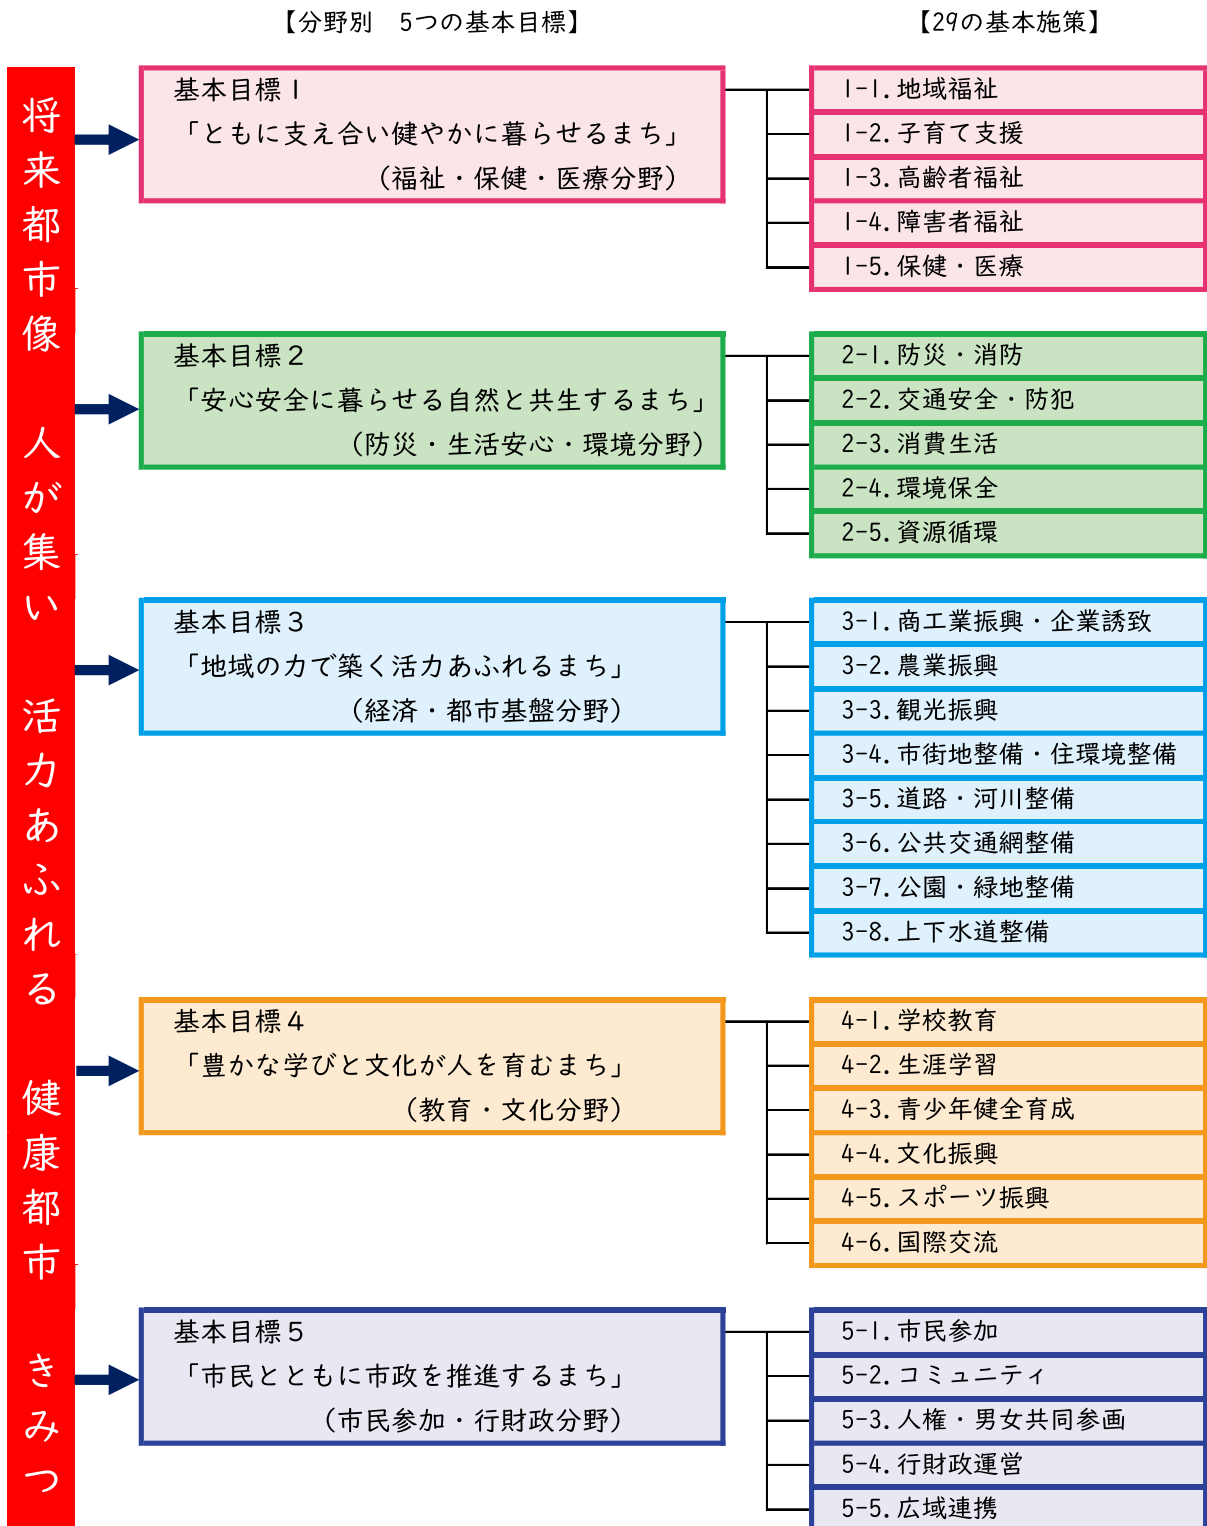 【分野別　5つの基本目標】
【29の基本施策】
将来都市像　人が集い　活力あふれる　健康都市　きみつ
基本目標１
「ともに支え合い健やかに暮らせるまち」
（福祉・保健・医療分野）
1-1.地域福祉
1-2.子育て支援
1-3.高齢者福祉
1-4.障害者福祉
1-5.保健・医療
基本目標２
「安心安全に暮らせる自然と共生するまち」
（防災・生活安心・環境分野）
2-1.防災・消防
2-2.交通安全・防犯
2-3.消費生活
2-4.環境保全
2-5.資源循環
基本目標３
「地域の力で築く活力あふれるまち」
（経済・都市基盤分野）
3-1.商工業振興・企業誘致
3-2.農業振興
3-3.観光振興
3-4.市街地整備・住環境整備
3-5.道路・河川整備
3-6.公共交通網整備
3-7.公園・緑地整備
3-8.上下水道整備
基本目標４
「豊かな学びと文化が人を育むまち」
（教育・文化分野）
4-1.学校教育
4-2.生涯学習
4-3.青少年健全育成
4-4.文化振興
4-5.スポーツ振興
4-6.国際交流
基本目標５
「市民とともに市政を推進するまち」
（市民参加・行財政分野）
5-1.市民参加
5-2.コミュニティ
5-3.人権・男女共同参画
5-4.行財政運営
5-5.広域連携